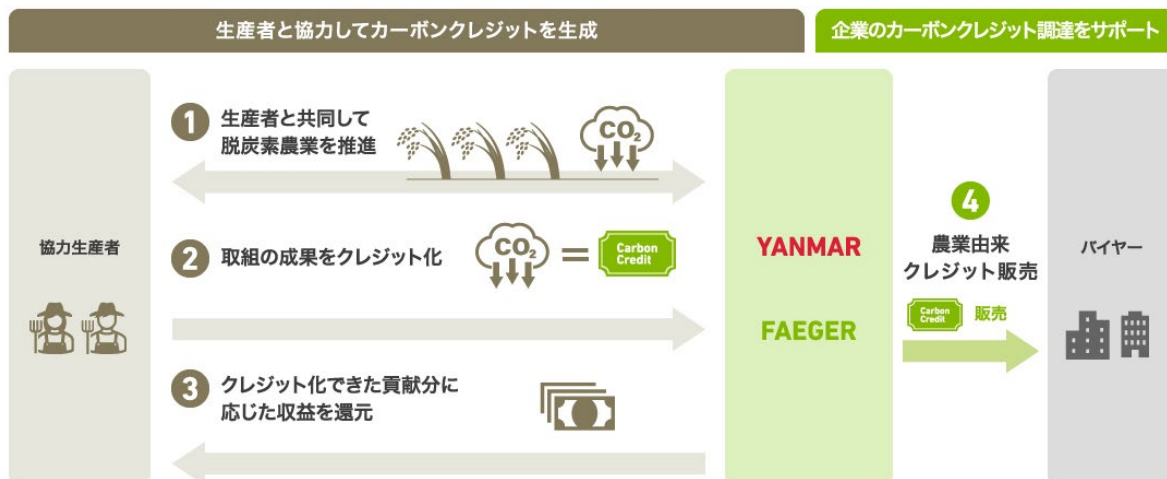 生産者と協力してカーボンクレジットを生成
企業のカーボンクレジット調達をサポート
1
生産者と共同して
脱炭素農業を推進
CO₂
協力生産者
2
取組の成果をクレジット化
CO₂
=
Carbon
Credit
3
クレジット化できた貢献分に
応じた収益を還元
YANMAR
FAEGER
4
農業由来
クレジット販売
Carbon
Credit
販売
バイヤー